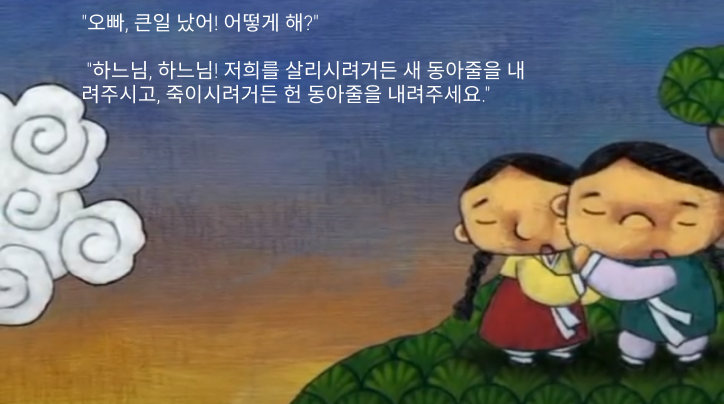 "오빠, 큰일 났어! 어떻게 해?"
"하느님, 하느님! 저희를 살리시려거든 새 동아줄을 내
려주시고, 죽이시려거든 헌 동아줄을 내려주세요."